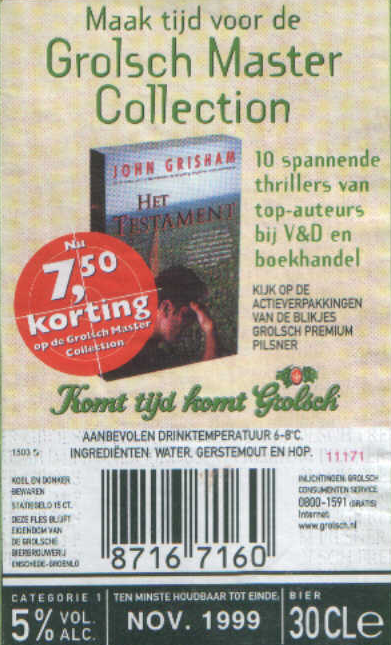 Maak tijd voor de
Grolsch Master
Collection
JOHN GRISHAM
HET
TESTAMENT
10 spannende
thrillers van
top-auteurs
bij V&D en
boekhandel
Nu
7,50
korting
op de Grolsch Master
Collection
KIJK OP DE
ACTIEVERPAKKINGEN
VAN DE BLIKJES
GROLSCH PREMIUM
PILSNER
Komt tijd komt Grolsch
AANBEVOLEN DRINKTEMPERATUUR 6-8°C.
INGREDIËNTEN: WATER, GERSTEMOUT EN HOP.
11171
KOEL EN DONKER
BEWAREN
STATIEGELD 15 CT.
DEZE FLES BLIJFT
EIGENDOM VAN
DE GROLSCHE
BIERBROUWERIJ
ENSCHEDE-GROENLO
8716 7160
INLICHTINGEN: GROLSCH
CONSUMENTEN SERVICE
0800-1591 (GRATIS)
Internet:
www.grolsch.nl
CATEGORIE 1
5% VOL.
ALC.
TEN MINSTE HOUDBAAR TOT EINDE:
NOV. 1999
BIER
30CLe